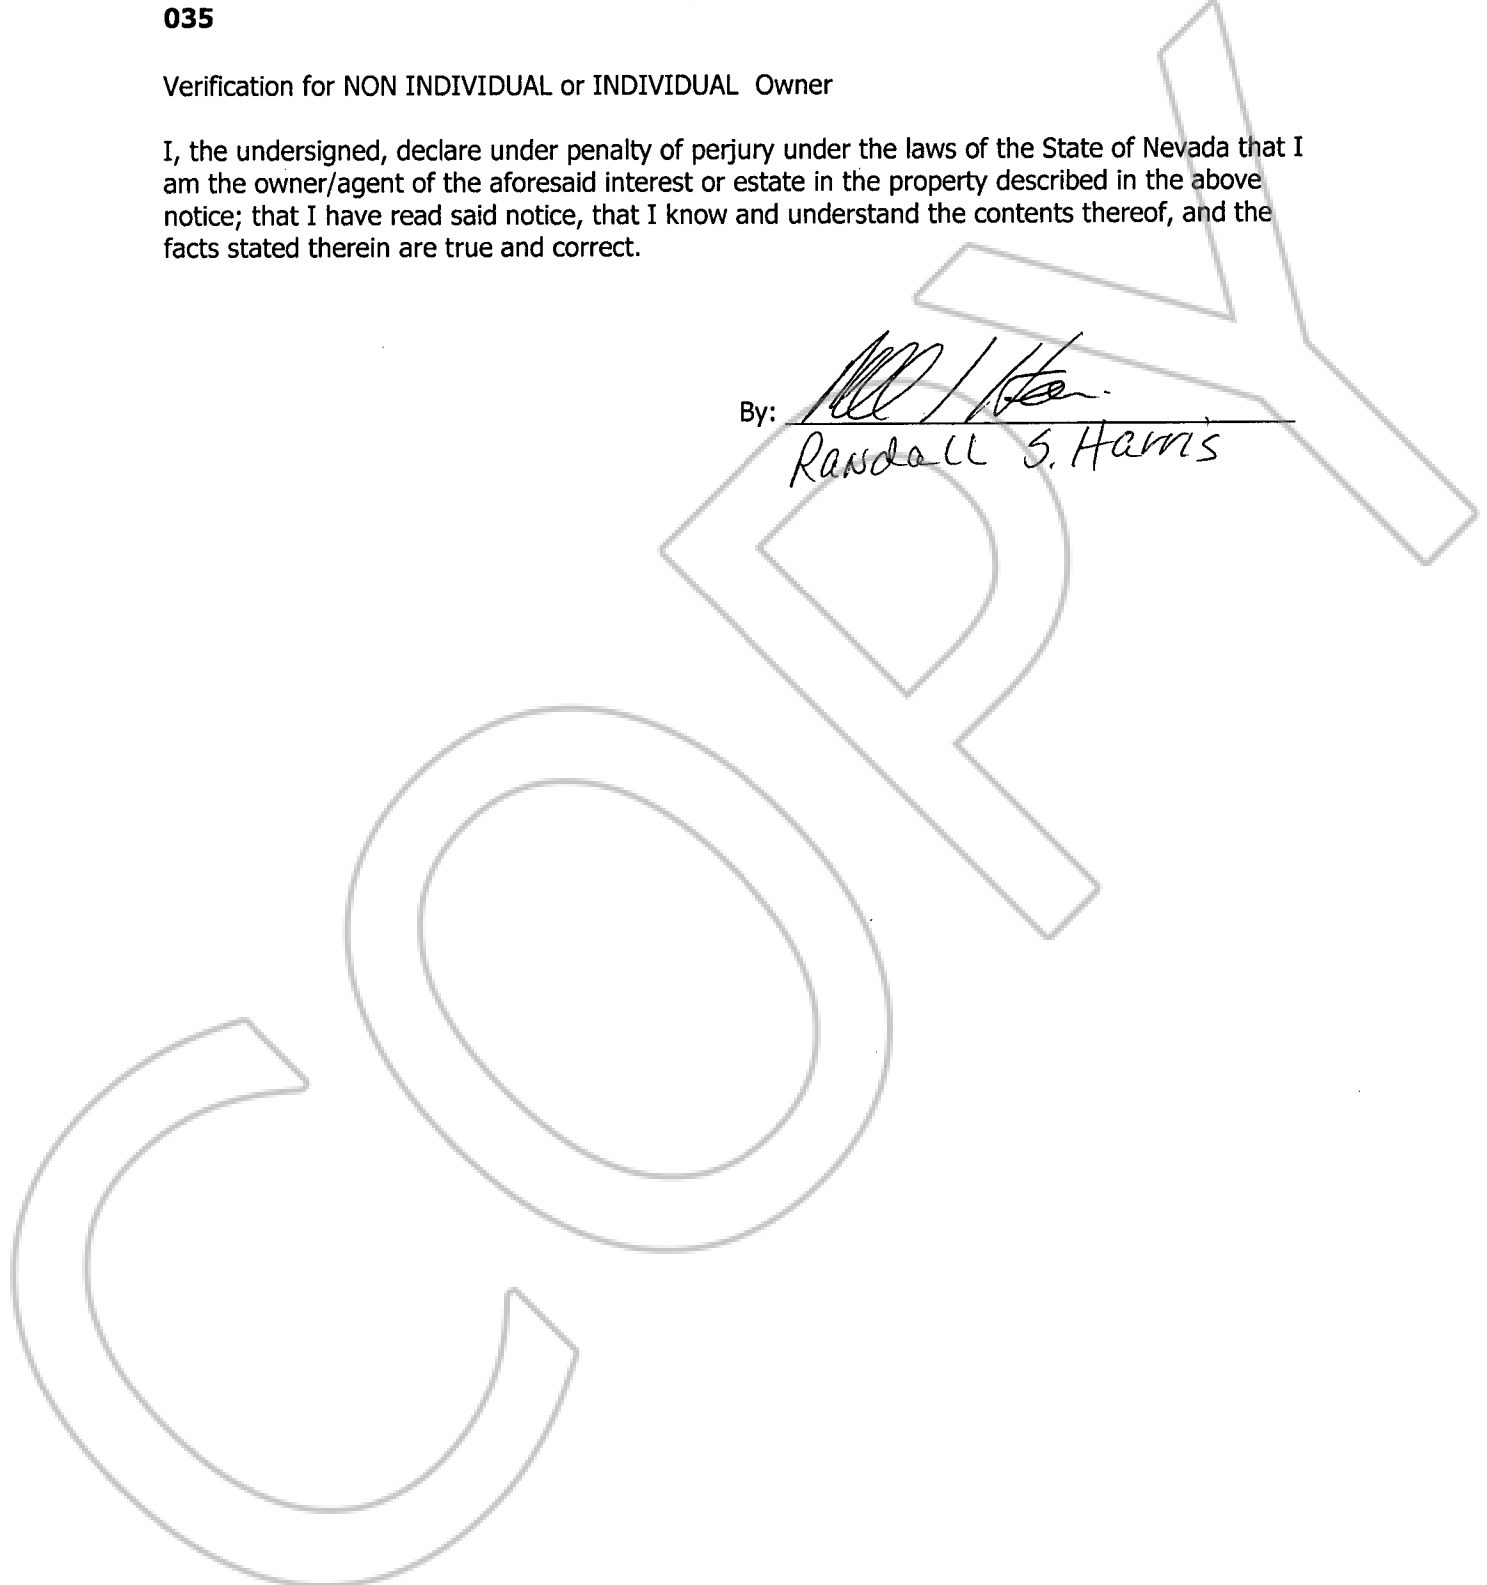 035
Verification for NON INDIVIDUAL or INDIVIDUAL Owner
I, the undersigned, declare under penalty of perjury under the laws of the State of Nevada that I
am the owner/agent of the aforesaid interest or estate in the property described in the above
notice; that I have read said notice, that I know and understand the contents thereof, and the
facts stated therein are true and correct.
By:
Randall S. Harris
COPY